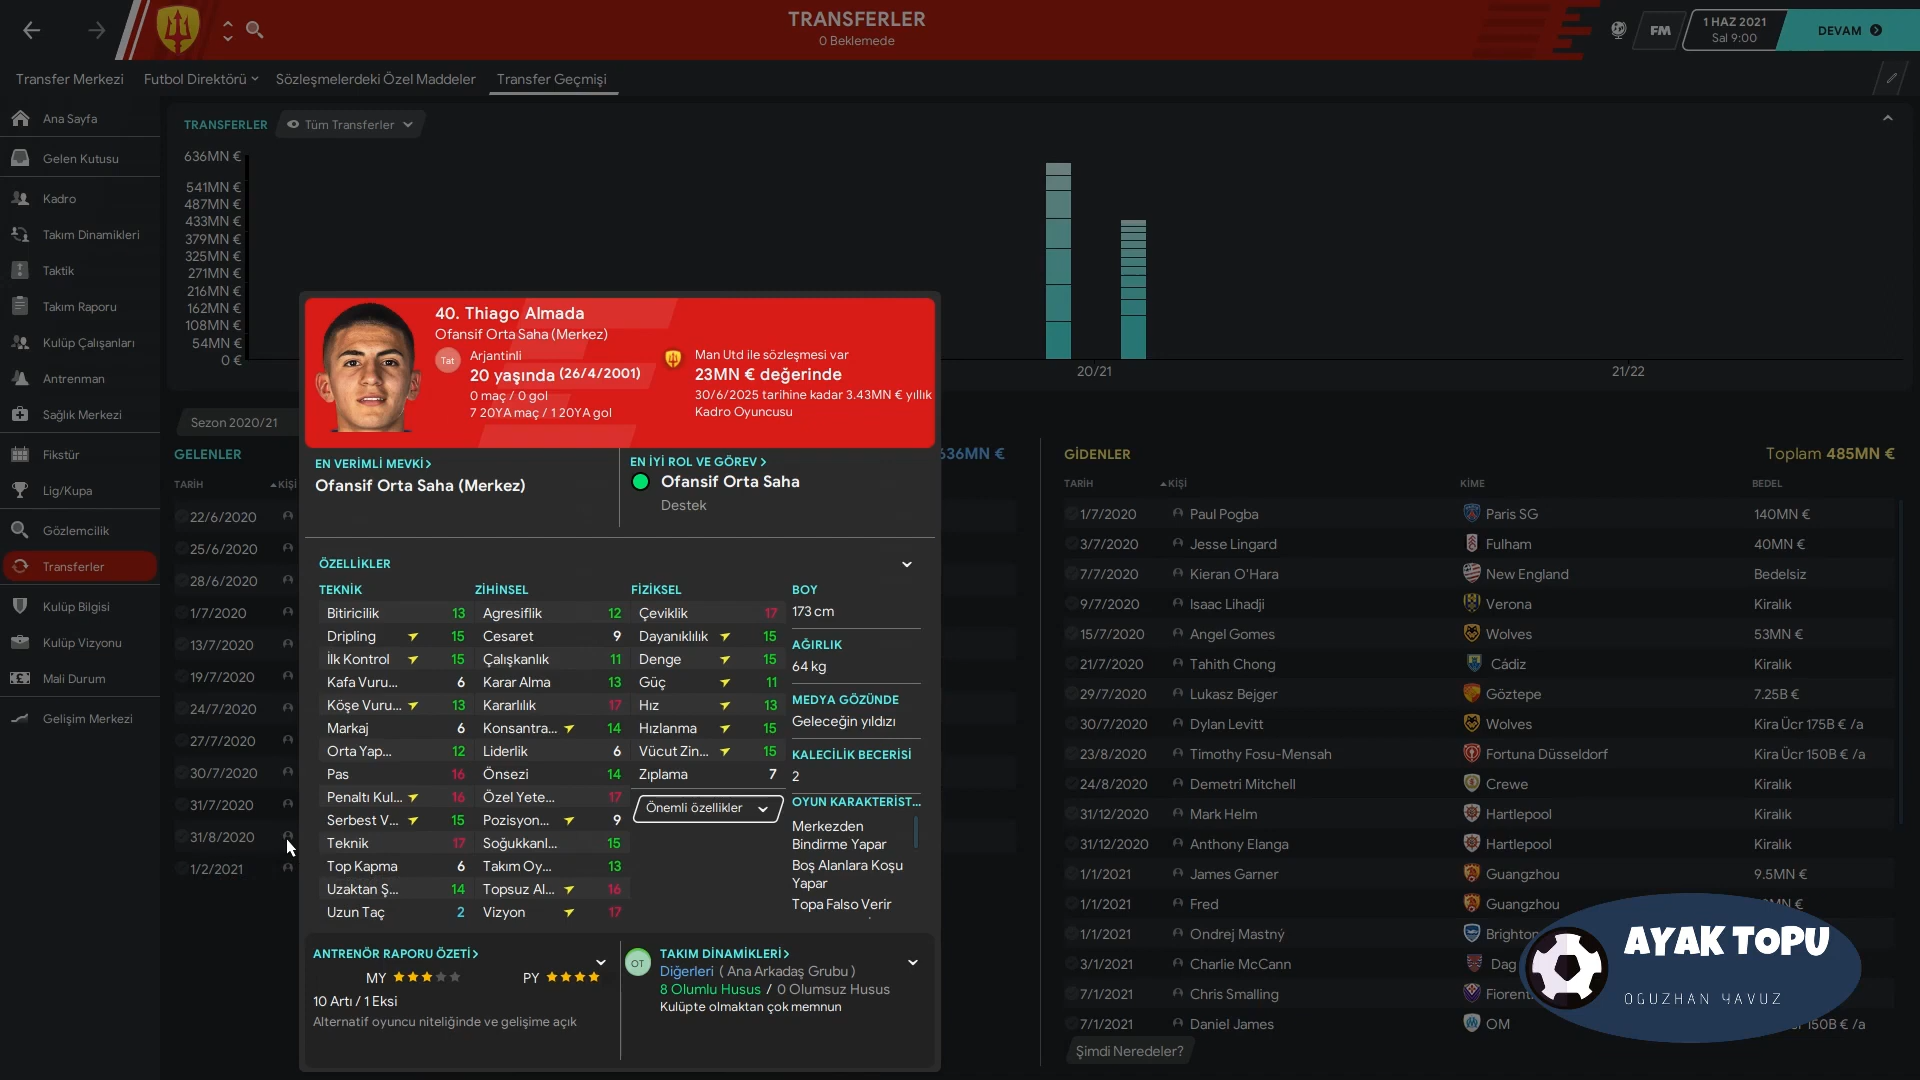 TRANSFERLER
0 Beklemede
FM
1 HAZ 2021
Sal 9:00
DEVAM
Transfer Merkezi
Futbol Direktörü
Sözleşmelerdeki Özel Maddeler
Transfer Geçmişi
Ana Sayfa
Gelen Kutusu
Kadro
Takım Dinamikleri
Taktik
Takım Raporu
Kulüp Çalışanları
Antrenman
Sağlık Merkezi
Fikstür
Lig/Kupa
Gözlemcilik
Transferler
Kulüp Bilgisi
Kulüp Vizyonu
Mali Durum
Gelişim Merkezi
TRANSFERLER
Tüm Transferler
636MN €
541MN €
487MN €
433MN €
379MN €
325MN €
271MN €
216MN €
162MN €
108MN €
54MN €
0 €
20/21
21/22
Sezon 2020/21
GELENLER
636MN €
TARİH
KİŞİ
22/6/2020
25/6/2020
28/6/2020
1/7/2020
13/7/2020
19/7/2020
24/7/2020
27/7/2020
30/7/2020
31/7/2020
31/8/2020
1/2/2021
40. Thiago Almada
Ofansif Orta Saha (Merkez)
Tat
Arjantinli
20 yaşında (26/4/2001)
0 maç / 0 gol
7 20YA maç / 1 20YA gol
Man Utd ile sözleşmesi var
23MN € değerinde
30/6/2025 tarihine kadar 3.43MN € yıllık
Kadro Oyuncusu
EN VERİMLİ MEVKİ>
Ofansif Orta Saha (Merkez)
EN İYİ ROL VE GÖREV >
Ofansif Orta Saha
Destek
ÖZELLİKLER
TEKNİK
Bitiricilik 13
Dripling 15
İlk Kontrol 15
Kafa Vuru... 6
Köşe Vuru... 13
Markaj 6
Orta Yap... 12
Pas 16
Penaltı Kul... 16
Serbest V... 15
Teknik 17
Top Kapma 6
Uzaktan Ş... 14
Uzun Taç 2
ZİHİNSEL
Agresiflik 12
Cesaret 9
Çalışkanlık 11
Karar Alma 13
Kararlılık 17
Konsantra... 14
Liderlik 6
Önsezi 14
Özel Yete... 17
Pozisyon... 9
Soğukkanl... 15
Takım Oy... 13
Topsuz Al... 16
Vizyon 17
FİZİKSEL
Çeviklik 17
Dayanıklılık 15
Denge 15
Güç 11
Hız 13
Hızlanma 15
Vücut Zin... 15
Zıplama 7
Önemli özellikler
BOY
173 cm
AĞIRLIK
64 kg
MEDYA GÖZÜNDE
Geleceğin yıldızı
KALECİLİK BECERİSİ
2
OYUN KARAKTERİST...
Merkezden
Bindirme Yapar
Boş Alanlara Koşu
Yapar
Topa Falso Verir
ANTRENÖR RAPORU ÖZETİ>
MY
PY
10 Artı / 1 Eksi
Alternatif oyuncu niteliğinde ve gelişime açık
OT
TAKIM DİNAMİKLERİ>
Diğerleri ( Ana Arkadaş Grubu )
8 Olumlu Husus / 0 Olumsuz Husus
Kulüpte olmaktan çok memnun
GİDENLER
Toplam 485MN €
TARİH KİŞİ KİME BEDEL
1/7/2020 Paul Pogba Paris SG 140MN €
3/7/2020 Jesse Lingard Fulham 40MN €
7/7/2020 Kieran O'Hara New England Bedelsiz
9/7/2020 Isaac Lihadji Verona Kiralık
15/7/2020 Angel Gomes Wolves 53MN €
21/7/2020 Tahith Chong Cádiz Kiralık
29/7/2020 Lukasz Bejger Göztepe 7.25B €
30/7/2020 Dylan Levitt Wolves Kira Ücr 175B € /a
23/8/2020 Timothy Fosu-Mensah Fortuna Düsseldorf Kira Ücr 150B € /a
24/8/2020 Demetri Mitchell Crewe Kiralık
31/12/2020 Mark Helm Hartlepool Kiralık
31/12/2020 Anthony Elanga Hartlepool Kiralık
1/1/2021 James Garner Guangzhou 9.5MN €
1/1/2021 Fred Guangzhou MN €
1/1/2021 Ondrej Mastný Brighton
3/1/2021 Charlie McCann Dag
7/1/2021 Chris Smalling Fiorent
7/1/2021 Daniel James OM 150B € /a
Şimdi Neredeler?
AYAK TOPU
OGUZHAN YAVUZ